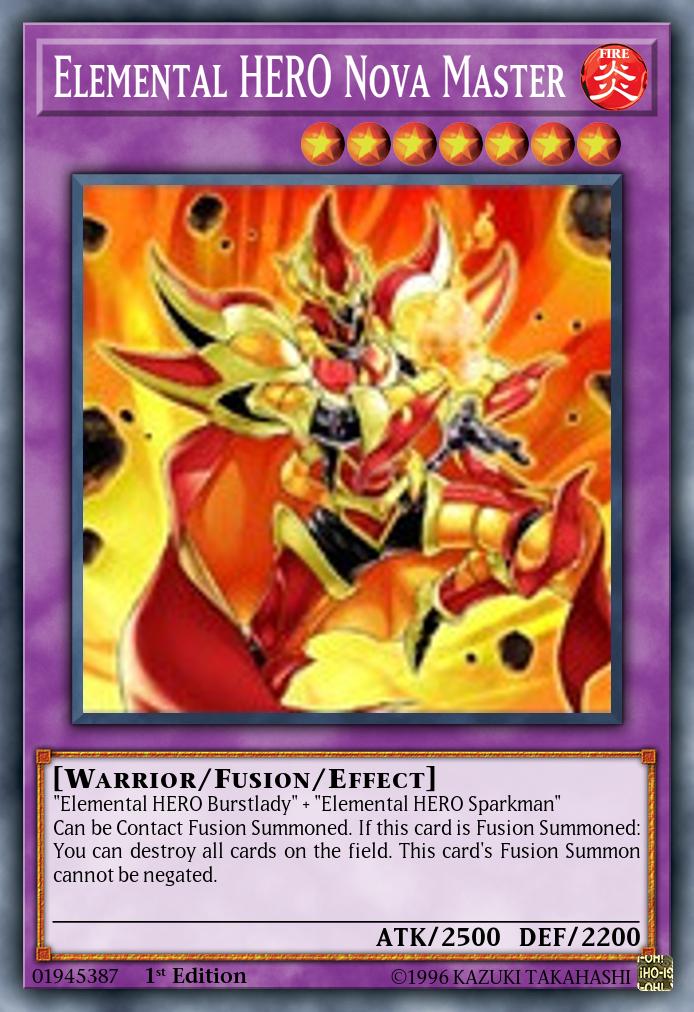 Elemental HERO Nova Master
FIRE
炎
[Warrior/Fusion/Effect]
"Elemental HERO Burstlady" + "Elemental HERO Sparkman"
Can be Contact Fusion Summoned. If this card is Fusion Summoned:
You can destroy all cards on the field. This card's Fusion Summon
cannot be negated.
ATK/2500 DEF/2200
01945387 1st Edition ©1996 KAZUKI TAKAHASHI